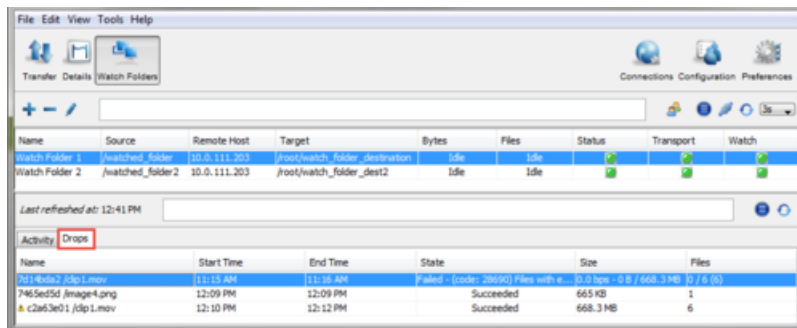 File Edit View Tools Help
Transfer Details Watch Folders Connections Configuration Preferences
3s
Name Source Remote Host Target Bytes Files Status Transport Watch
Watch Folder 1 /watched_folder 10.0.111.203 /root/watch_folder_destination Idle Idle
Watch Folder 2 /watched_folder2 10.0.111.203 /root/watch_folder_dest2 Idle Idle
Last refreshed at: 12:41 PM
Activity Drops
Name Start Time End Time State Size Files
7d14bda2 /clip1.mov 11:15 AM 11:16 AM Failed - (code: 28690) Files with e... 0.0 bps - 0 B / 668.3 MB 0 / 6 (6)
7465ed5d /image4.png 12:09 PM 12:09 PM Succeeded 665 KB 1
c2a63e01 /clip1.mov 12:10 PM 12:12 PM Succeeded 668.3 MB 6